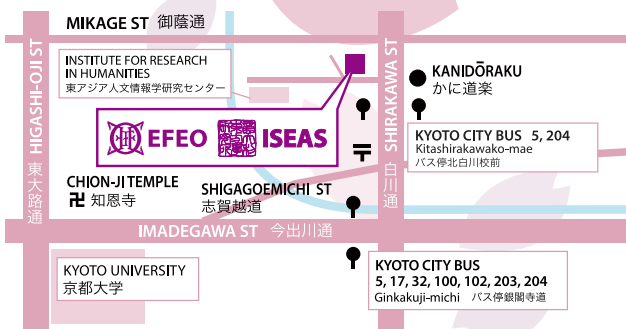 MIKAGE ST 御蔭通
INSTITUTE FOR RESEARCH
IN HUMANITIES
東アジア人文情報学研究センター
HIGASHI-OJI ST 東大路通
EFEO ISEAS
SHIRAKAWA ST 白川通
KANIDŌRAKU
かに道楽
KYOTO CITY BUS 5, 204
Kitashirakawako-mae
バス停北白川校前
CHION-JI TEMPLE
卍 知恩寺
SHIGAGOEMICHI ST
志賀越道
IMADEGAWA ST 今出川通
KYOTO UNIVERSITY
京都大学
KYOTO CITY BUS
5, 17, 32, 100, 102, 203, 204
Ginkakuji-michi バス停銀閣寺道